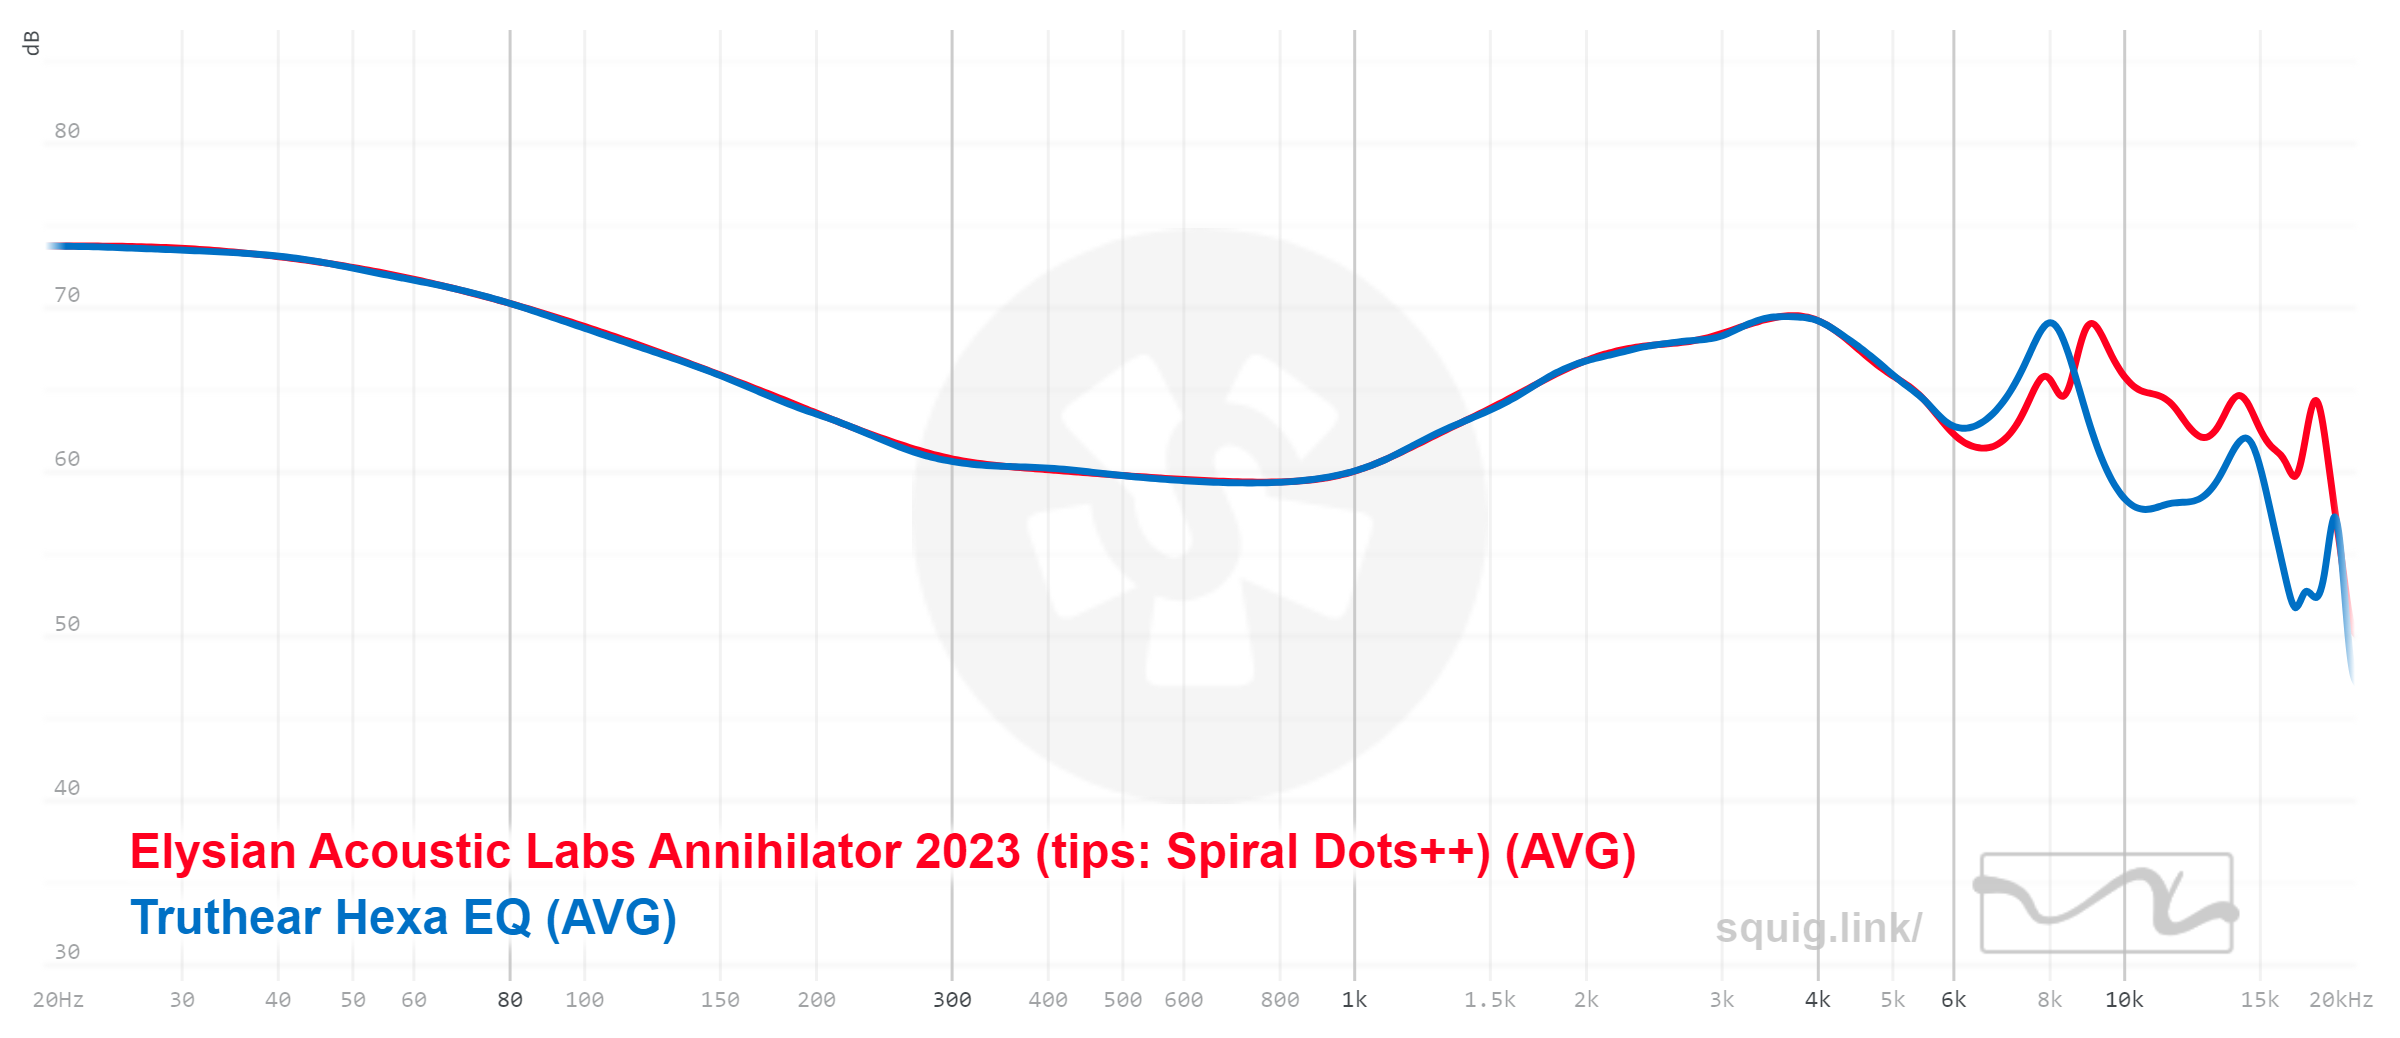 dB
80
70
60
50
40
30
Elysian Acoustic Labs Annihilator 2023 (tips: Spiral Dots++) (AVG)
Truthear Hexa EQ (AVG)
squig.link/
20Hz 30 40 50 60 80 100 150 200 300 400 500 600 800 1k 1.5k 2k 3k 4k 5k 6k 8k 10k 15k 20kHz